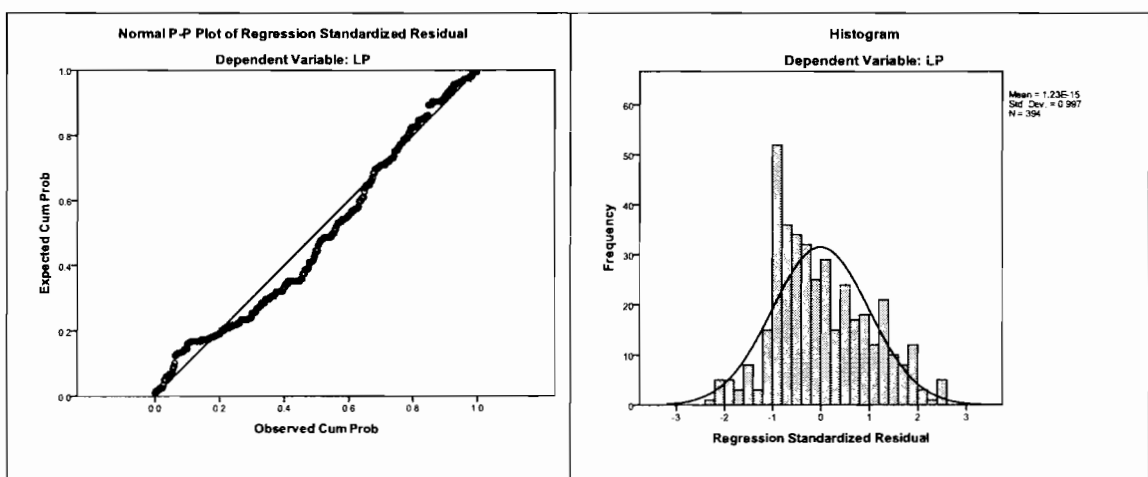 Normal P-P Plot of Regression Standardized Residual
Dependent Variable: LP
1.0
0.8
0.6
0.4
0.2
0.0
Expected Cum Prob
0.0 0.2 0.4 0.6 0.8 1.0
Observed Cum Prob
Histogram
Dependent Variable: LP
Mean = 1.23E-15
Std. Dev. = 0.997
N = 394
60
50
40
30
20
10
0
Frequency
-3 -2 -1 0 1 2 3
Regression Standardized Residual